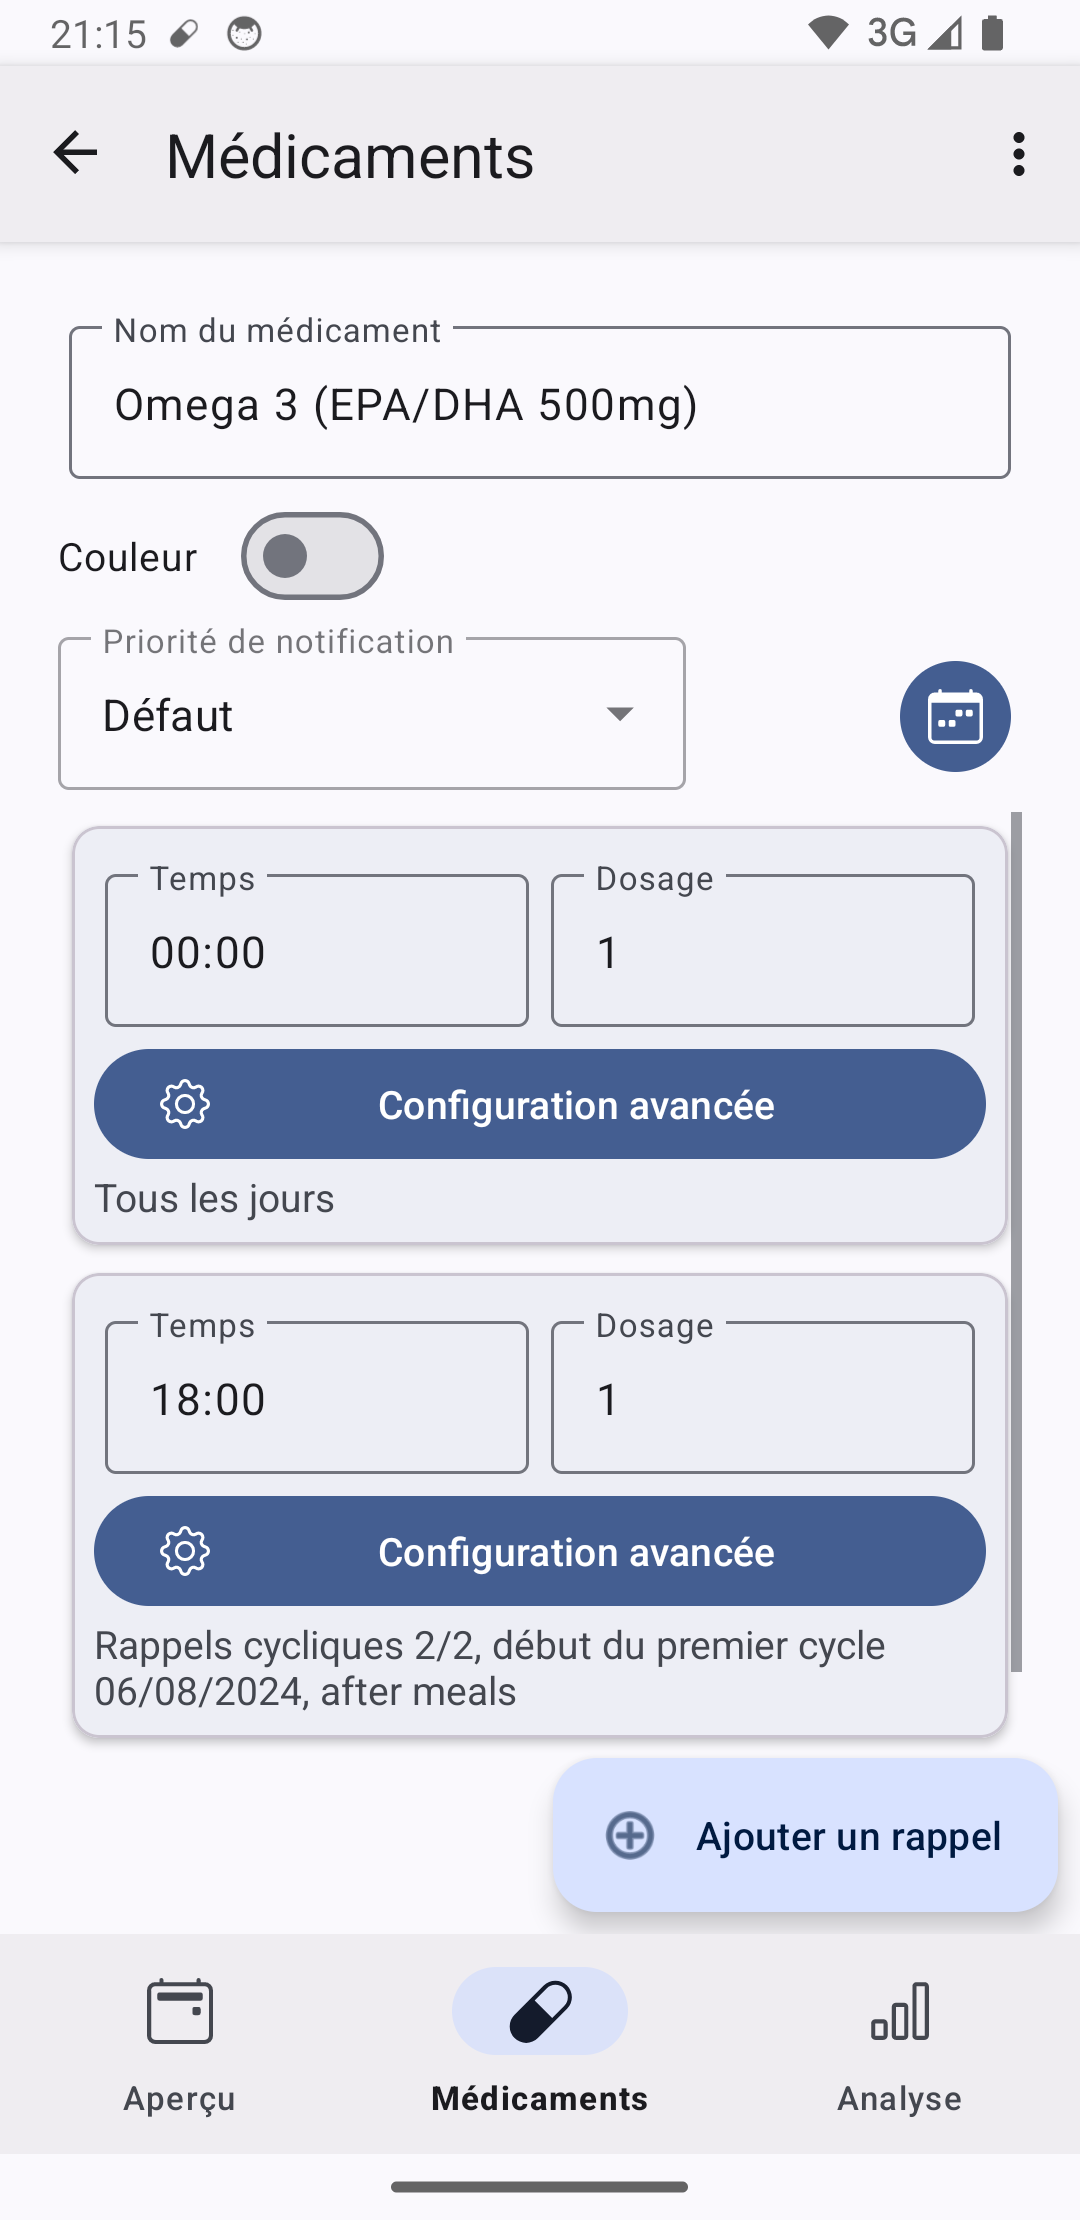 21:15
3G
Médicaments
Nom du médicament
Omega 3 (EPA/DHA 500mg)
Couleur
Priorité de notification
Défaut
Temps
Dosage
00:00
1
Configuration avancée
Tous les jours
Temps
Dosage
18:00
1
Configuration avancée
Rappels cycliques 2/2, début du premier cycle
06/08/2024, after meals
Ajouter un rappel
Aperçu
Médicaments
Analyse